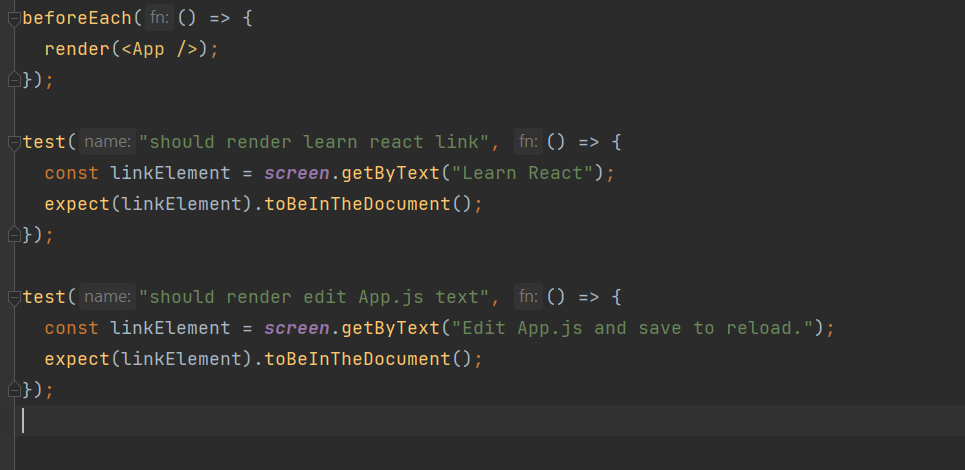 beforeEach( fn: () => {
  render(<App />);
});

test( name: "should render learn react link", fn: () => {
  const linkElement = screen.getByText("Learn React");
  expect(linkElement).toBeInTheDocument();
});

test( name: "should render edit App.js text", fn: () => {
  const linkElement = screen.getByText("Edit App.js and save to reload.");
  expect(linkElement).toBeInTheDocument();
});